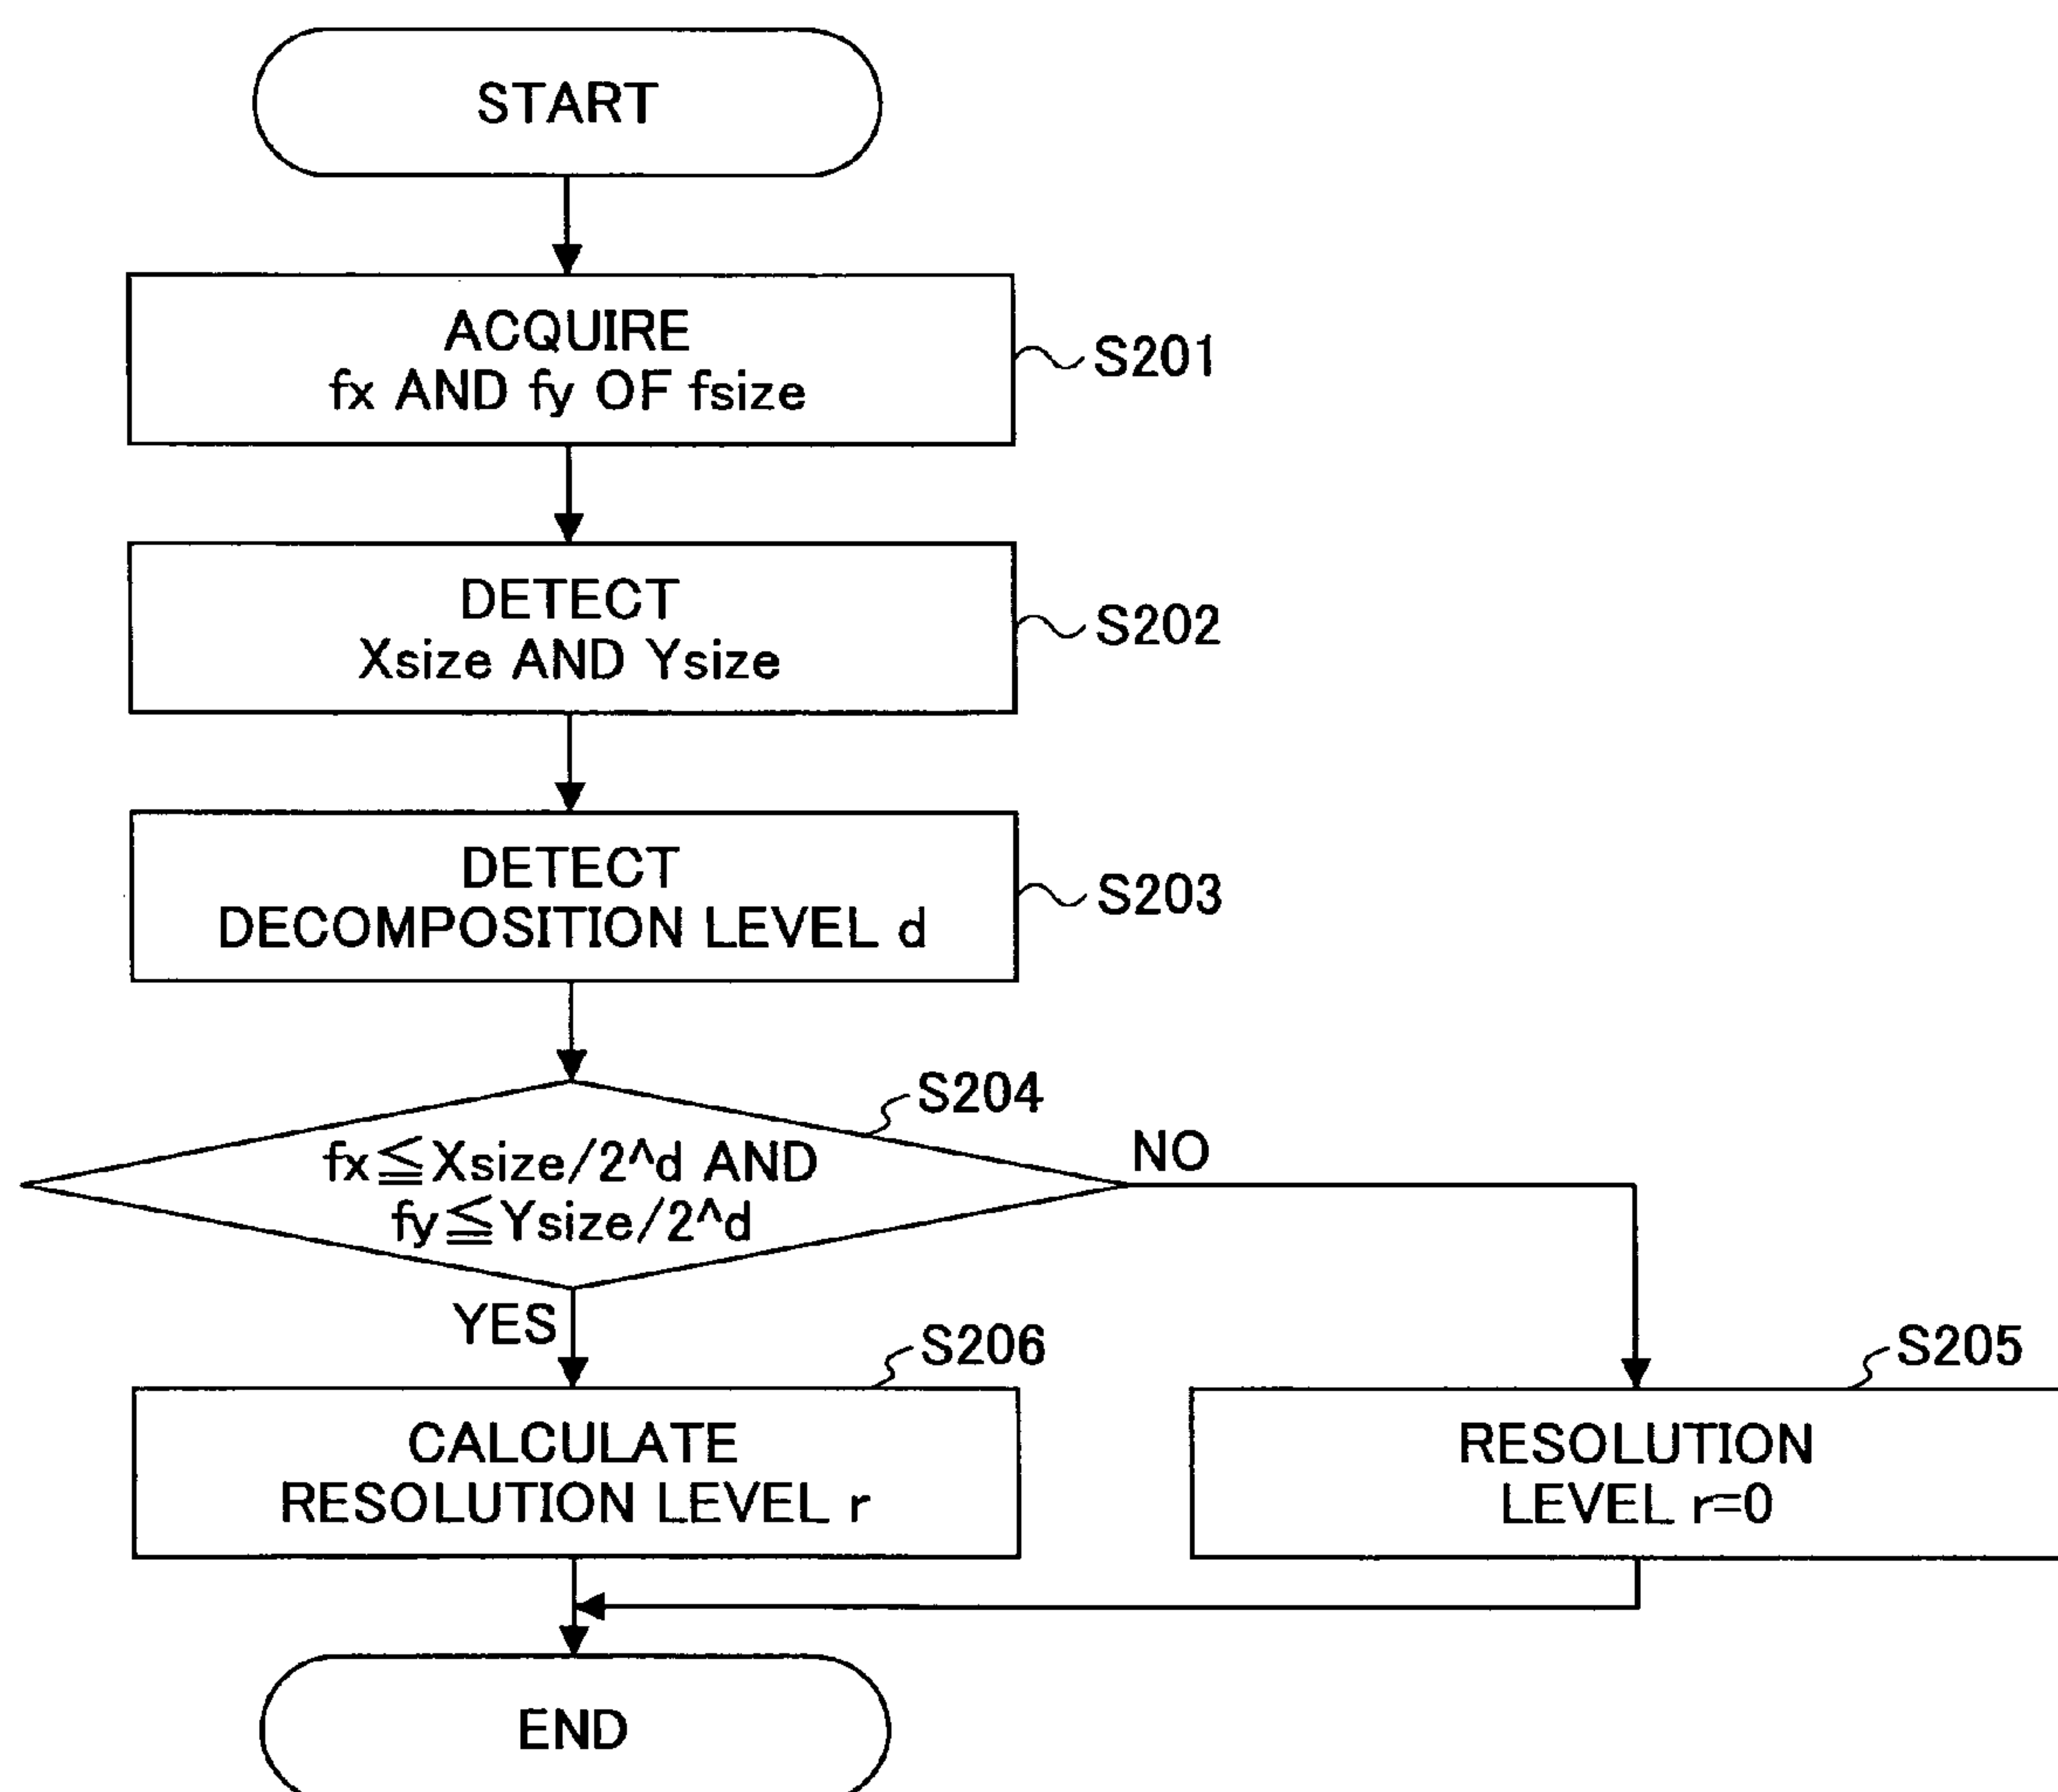 START
ACQUIRE
fx AND fy OF fsize
S201
DETECT
Xsize AND Ysize
S202
DETECT
DECOMPOSITION LEVEL d
S203
S204
fx≦Xsize/2^d AND
fy≦Ysize/2^d
NO
YES
S206
CALCULATE
RESOLUTION LEVEL r
S205
RESOLUTION
LEVEL r=0
END